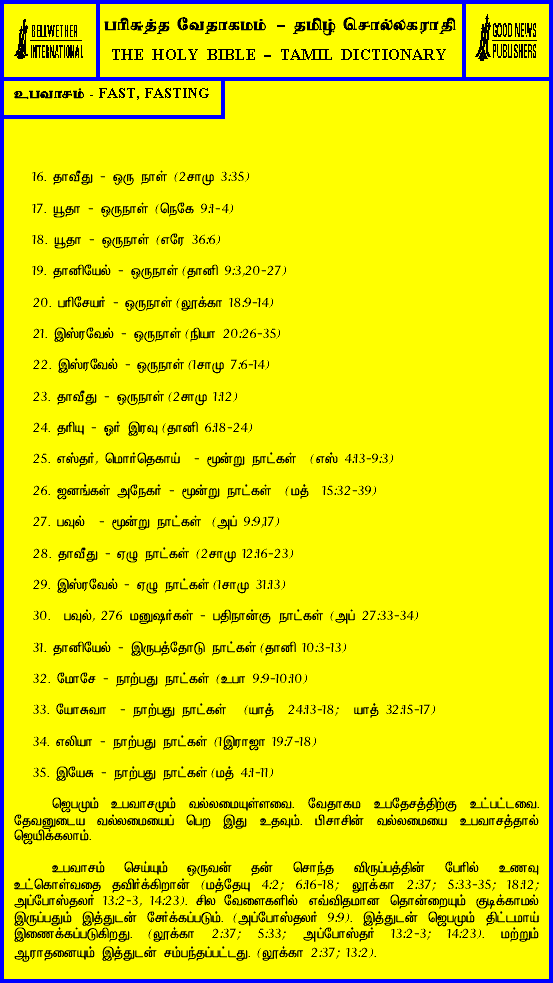 BELLWETHER
INTERNATIONAL
பரிசுத்த வேதாகமம் – தமிழ் சொல்லகராதி
THE HOLY BIBLE – TAMIL DICTIONARY
GOOD NEWS
PUBLISHERS
உபவாசம் - FAST, FASTING
16. தாவீது - ஒரு நாள் (2சாமு 3:35)
17. யூதா - ஒருநாள் (நெகே 9:1-4)
18. யூதா - ஒருநாள் (எரே 36:6)
19. தானியேல் - ஒருநாள் (தானி 9:3,20-27)
20. பரிசேயர் - ஒருநாள் (லூக்கா 18:9-14)
21. இஸ்ரவேல் - ஒருநாள் (நியா 20:26-35)
22. இஸ்ரவேல் - ஒருநாள் (1சாமு 7:6-14)
23. தாவீது - ஒருநாள் (2சாமு 1:12)
24. தரியு - ஓர் இரவு (தானி 6:18-24)
25. எஸ்தர், மொர்தெகாய் - மூன்று நாட்கள் (எஸ் 4:13-9:3)
26. ஜனங்கள் அநேகர் - மூன்று நாட்கள் (மத் 15:32-39)
27. பவுல் - மூன்று நாட்கள் (அப் 9:9,17)
28. தாவீது - ஏழு நாட்கள் (2சாமு 12:16-23)
29. இஸ்ரவேல் - ஏழு நாட்கள் (1சாமு 31:13)
30. பவுல், 276 மனுஷர்கள் - பதிநான்கு நாட்கள் (அப் 27:33-34)
31. தானியேல் - இருபத்தோடு நாட்கள் (தானி 10:3-13)
32. மோசே - நாற்பது நாட்கள் (உபா 9:9-10:10)
33. யோசுவா - நாற்பது நாட்கள் (யாத் 24:13-18; யாத் 32:15-17)
34. எலியா - நாற்பது நாட்கள் (1இராஜா 19:7-18)
35. இயேசு - நாற்பது நாட்கள் (மத் 4:1-11)
ஜெபமும் உபவாசமும் வல்லமையுள்ளவை. வேதாகம உபதேசத்திற்கு உட்பட்டவை.
தேவனுடைய வல்லமையைப் பெற இது உதவும். பிசாசின் வல்லமையை உபவாசத்தால்
ஜெயிக்கலாம்.
உபவாசம் செய்யும் ஒருவன் தன் சொந்த விருப்பத்தின் பேரில் உணவு
உட்கொள்வதை தவிர்க்கிறான் (மத்தேயு 4:2; 6:16-18; லூக்கா 2:37; 5:33-35; 18:12;
அப்போஸ்தலர் 13:2-3, 14:23). சில வேளைகளில் எவ்விதமான தொன்றையும் குடிக்காமல்
இருப்பதும் இத்துடன் சேர்க்கப்படும். (அப்போஸ்தலர் 9:9). இத்துடன் ஜெபமும் திட்டமாய்
இணைக்கப்படுகிறது. (லூக்கா 2:37; 5:33; அப்போஸ்தர் 13:2-3; 14:23). மற்றும்
ஆராதனையும் இத்துடன் சம்பந்தப்பட்டது. (லூக்கா 2:37; 13:2).